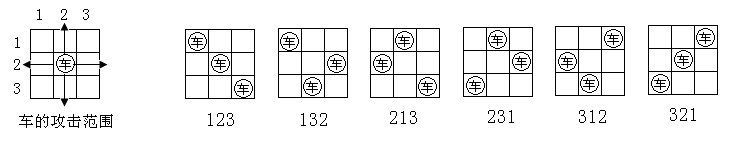 1 2 3
1
车 车 车
2 车 车 车 车 车 车 车
3 车 车 车 车 车 车 车 车 车
车的攻击范围 123 132 213 231 312 321